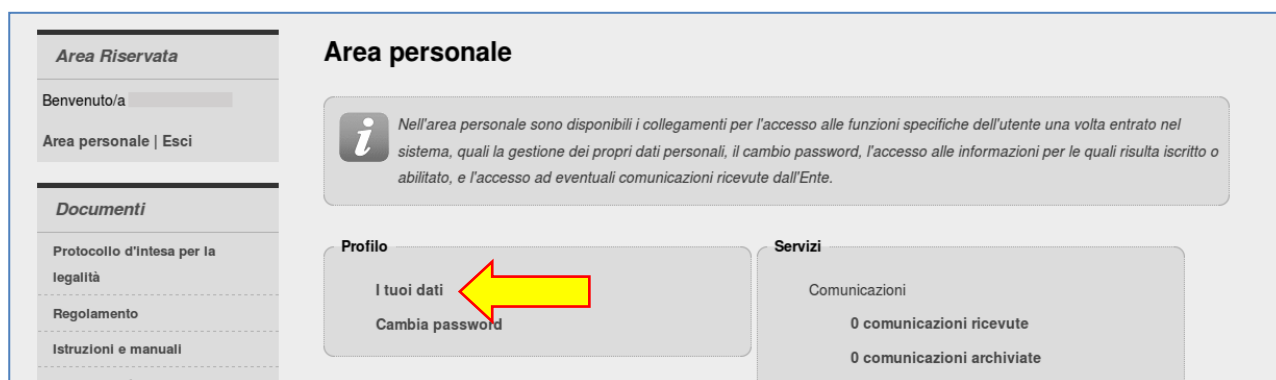 Area Riservata
Benvenuto/a
Area personale | Esci
Documenti
Protocollo d'intesa per la
legalità
Regolamento
Istruzioni e manuali
Area personale
Nell'area personale sono disponibili i collegamenti per l'accesso alle funzioni specifiche dell'utente una volta entrato nel
sistema, quali la gestione dei propri dati personali, il cambio password, l'accesso alle informazioni per le quali risulta iscritto o
abilitato, e l'accesso ad eventuali comunicazioni ricevute dall'Ente.
Profilo
I tuoi dati
Cambia password
Servizi
Comunicazioni
0 comunicazioni ricevute
0 comunicazioni archiviate